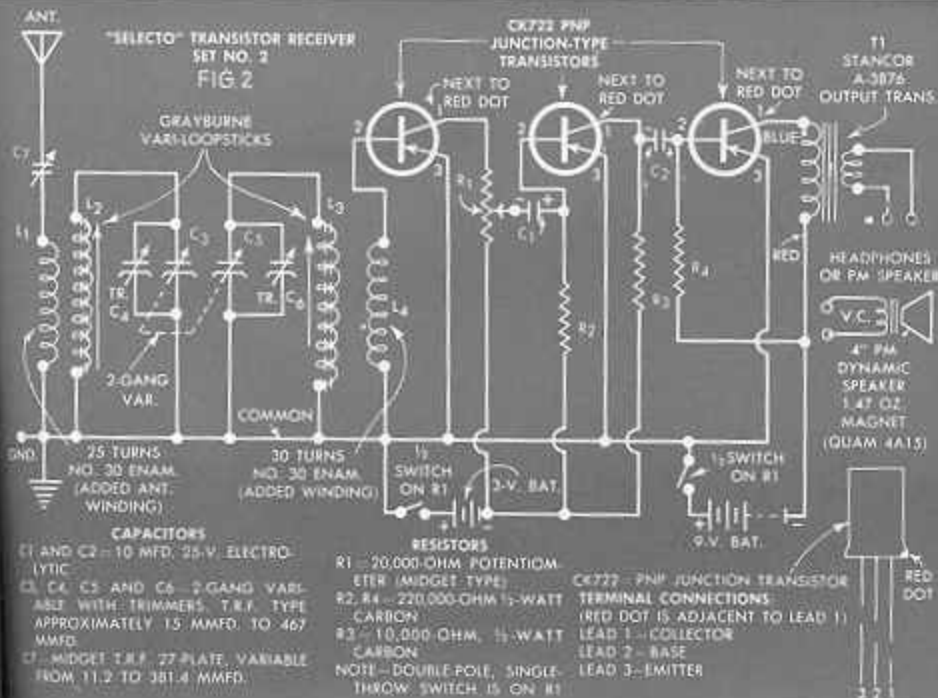 ANT.
"SELECTO" TRANSISTOR RECEIVER
SET NO. 2
FIG. 2
CK722 PNP
JUNCTION-TYPE
TRANSISTORS
T1
STANCOR
A-3876
OUTPUT TRANS.
NEXT TO
RED DOT
NEXT TO
RED DOT
NEXT TO
RED DOT
GRAYBURNE
VARI-LOOPSTICKS
2
1
3
2
1
3
2
1
3
BLUE
RED
C7
L1
L2
C3
TR.
C4
C5
TR.
C6
L3
L4
R1
C1
R2
C2
R3
R4
2-GANG
VAR.
COMMON
GND.
25 TURNS
NO. 30 ENAM.
(ADDED ANT.
WINDING)
30 TURNS
NO. 30 ENAM.
(ADDED WINDING)
½
SWITCH
ON R1
3-V. BAT.
+
-
½ SWITCH
ON R1
9-V. BAT.
+
-
HEADPHONES
OR PM SPEAKER
V.C.
4" PM
DYNAMIC
SPEAKER
1.47 OZ.
MAGNET
(QUAM 4A15)
RED
DOT
CAPACITORS
C1 AND C2-10 MFD. 25-V. ELECTRO-
LYTIC
C3, C4, C5 AND C6-2-GANG VARI-
ABLE WITH TRIMMERS. T.R.F. TYPE
APPROXIMATELY 15 MMFD. TO 467
MMFD.
C7-MIDGET T.R.F. 27-PLATE, VARIABLE
FROM 11.2 TO 381.4 MMFD.
RESISTORS
R1-20,000-OHM POTENTIOM-
ETER (MIDGET TYPE)
R2, R4-220,000-OHM ½-WATT
CARBON
R3-10,000-OHM, ½-WATT
CARBON
NOTE-DOUBLE-POLE, SINGLE-
THROW SWITCH IS ON R1
CK722-PNP JUNCTION TRANSISTOR
TERMINAL CONNECTIONS
(RED DOT IS ADJACENT TO LEAD 1)
LEAD 1-COLLECTOR
LEAD 2-BASE
LEAD 3-EMITTER